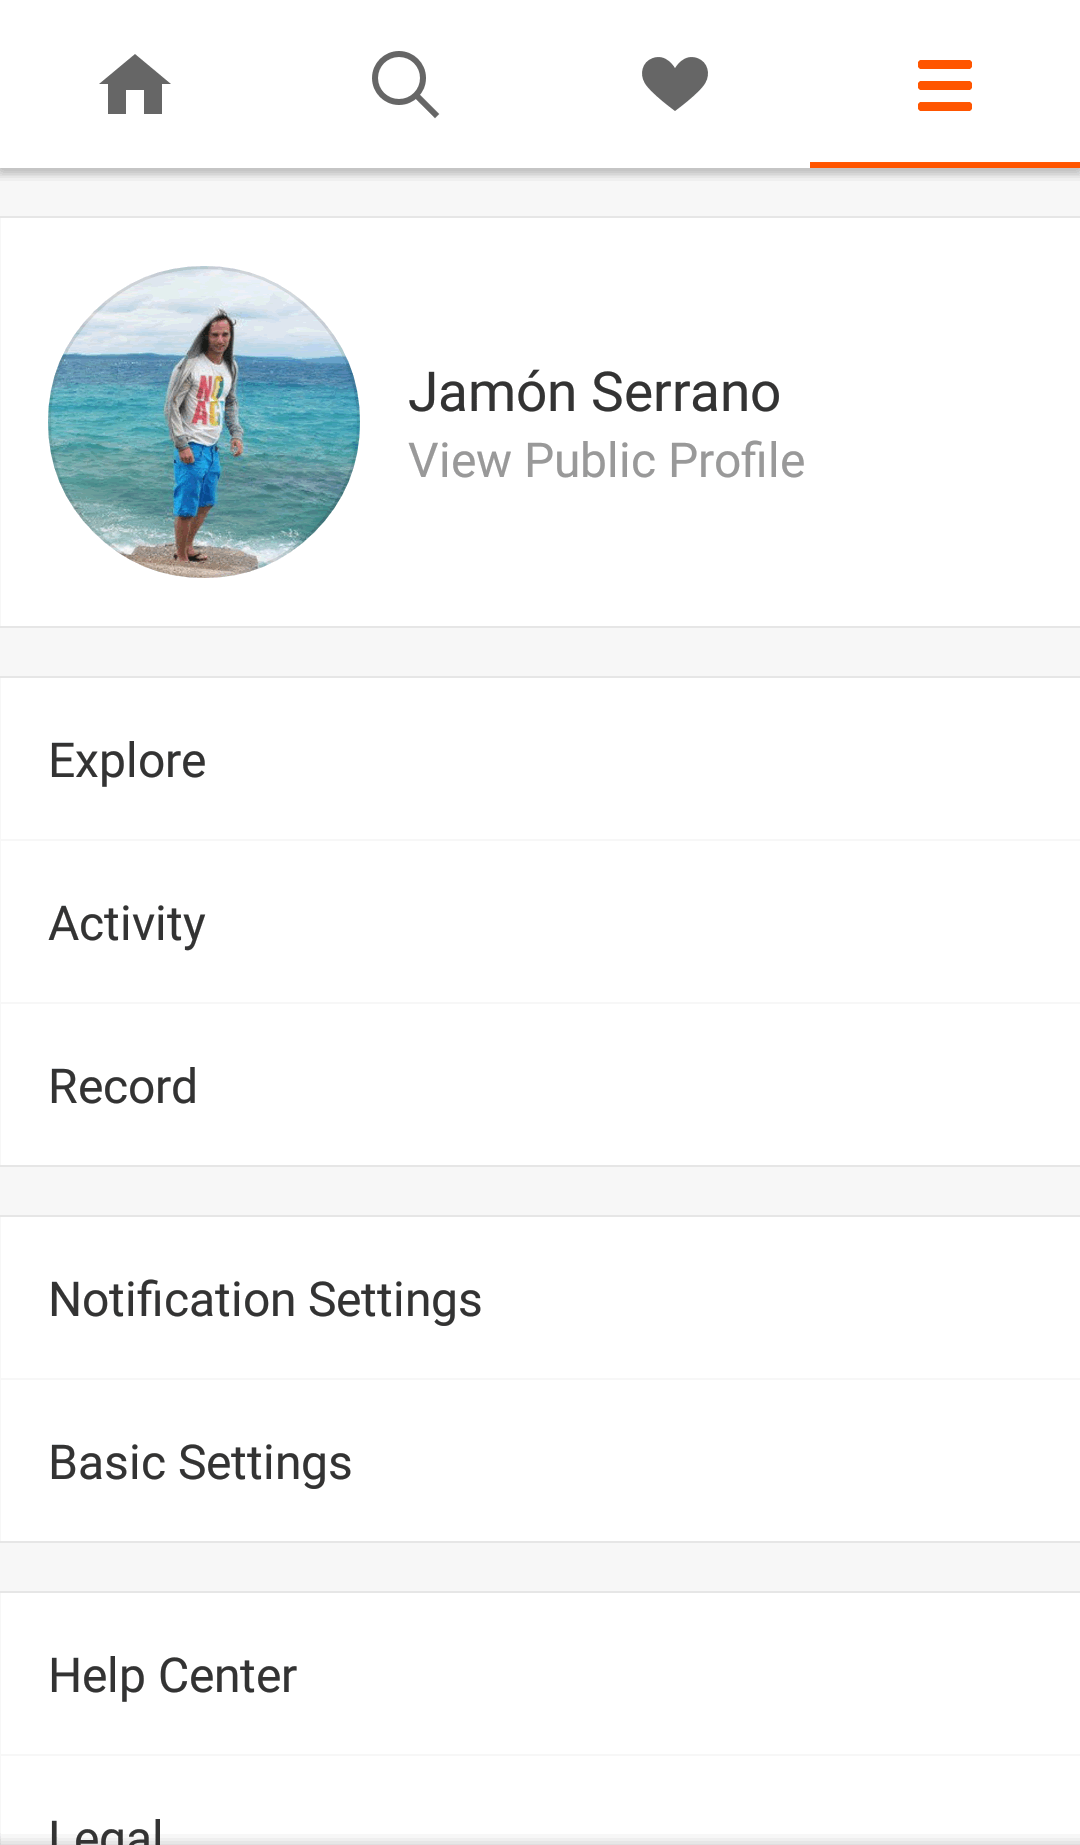 Jamón Serrano
View Public Profile
Explore
Activity
Record
Notification Settings
Basic Settings
Help Center
Legal